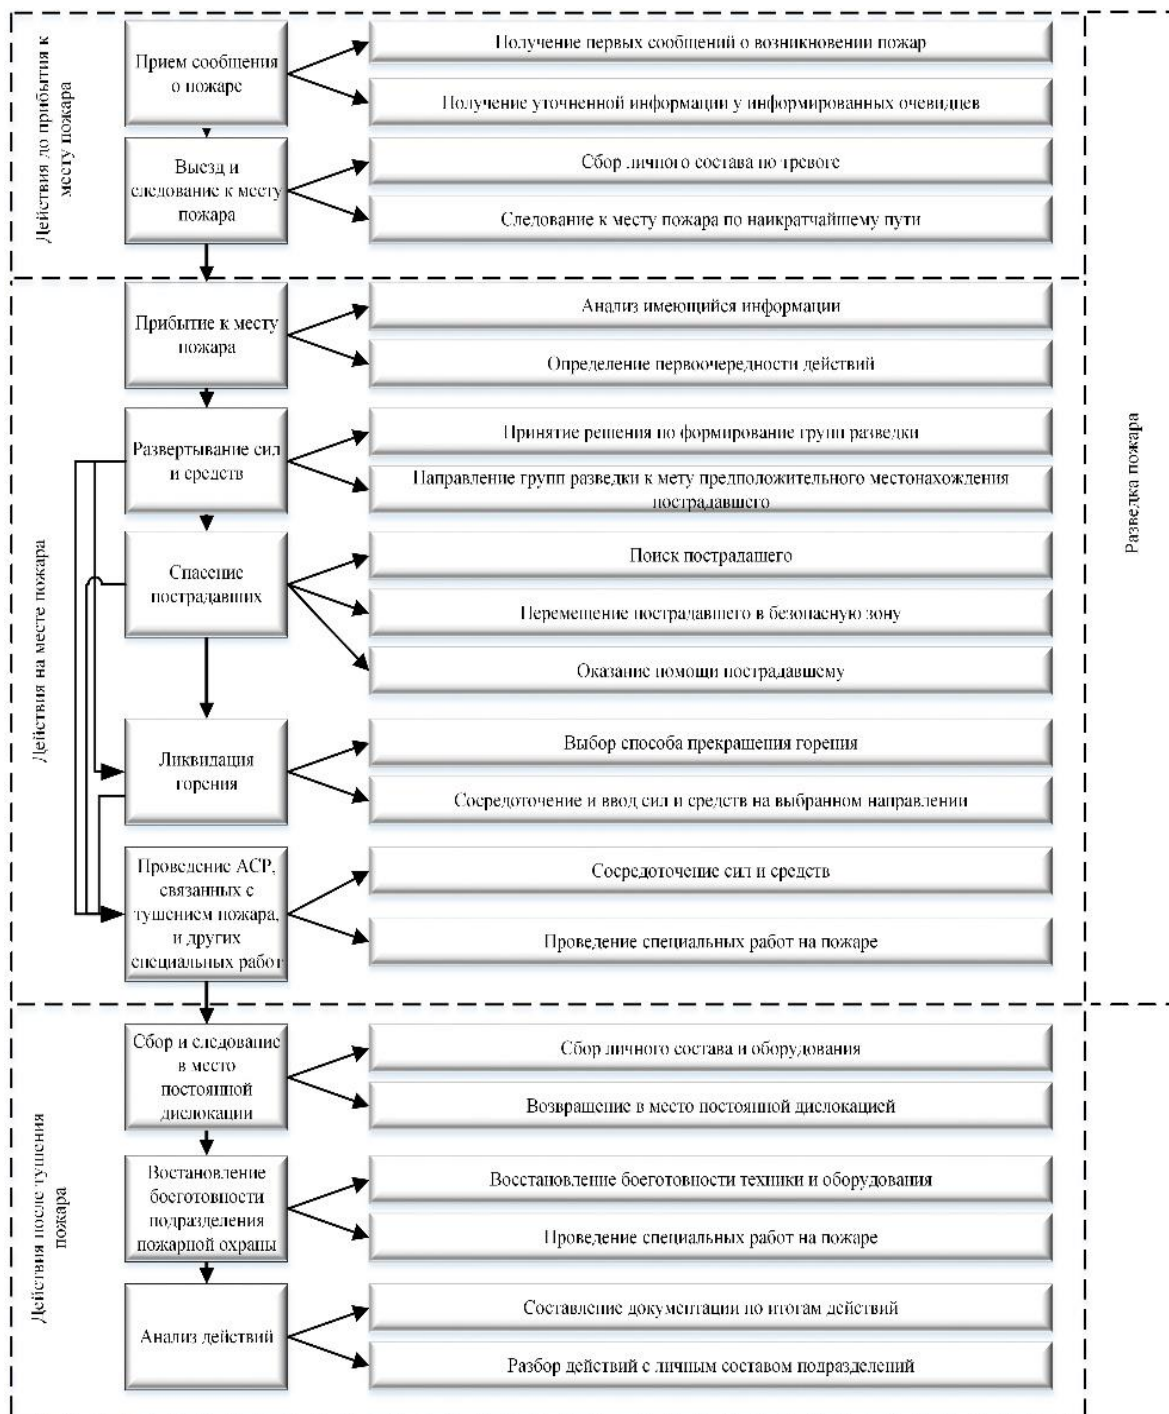 Действия до прибытия к
месту пожара
Прием сообщения
о пожаре
Получение первых сообщений о возникновении пожар
Получение уточненной информации у информированных очевидцев
Выезд и
следование к месту
пожара
Сбор личного состава по тревоге
Следование к месту пожара по наикратчайшему пути
Разведка пожара
Действия на месте пожара
Прибытие к месту
пожара
Анализ имеющийся информации
Определение первоочередности действий
Развертывание сил
и средств
Принятие решения по формирование групп разведки
Направление групп разведки к мету предположительного местонахождения
пострадавшего
Спасение
пострадавших
Поиск пострадашего
Перемещение пострадавшего в безопасную зону
Оказание помощи пострадавшему
Ликвидация
горения
Выбор способа прекращения горения
Сосредоточение и ввод сил и средств на выбранном направлении
Проведение АСР,
связанных с
тушением пожара,
и других
специальных работ
Сосредоточение сил и средств
Проведение специальных работ на пожаре
Действия после тушения
пожара
Сбор и следование
в место
постоянной
дислокации
Сбор личного состава и оборудования
Возвращение в место постоянной дислокацией
Востановление
боеготовности
подразделения
пожарной охраны
Восстановление боеготовности техники и оборудования
Проведение специальных работ на пожаре
Анализ действий
Составление документации по итогам действий
Разбор действий с личным составом подразделений